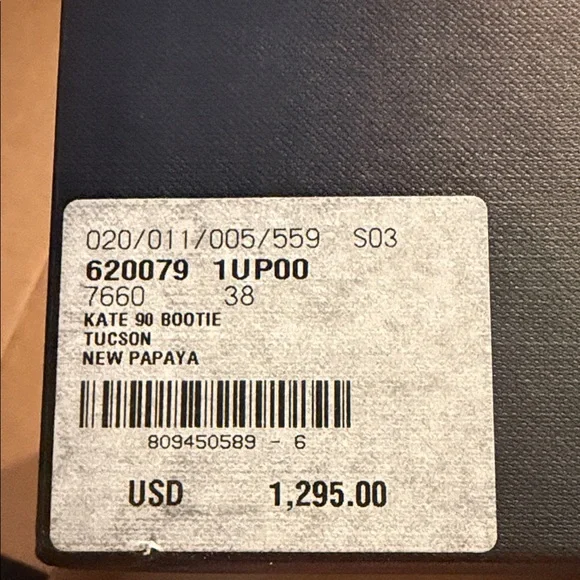 020/011/005/559 S03
620079 1UP00
7660 38
KATE 90 BOOTIE
TUCSON
NEW PAPAYA
809450589 - 6
USD 1,295.00